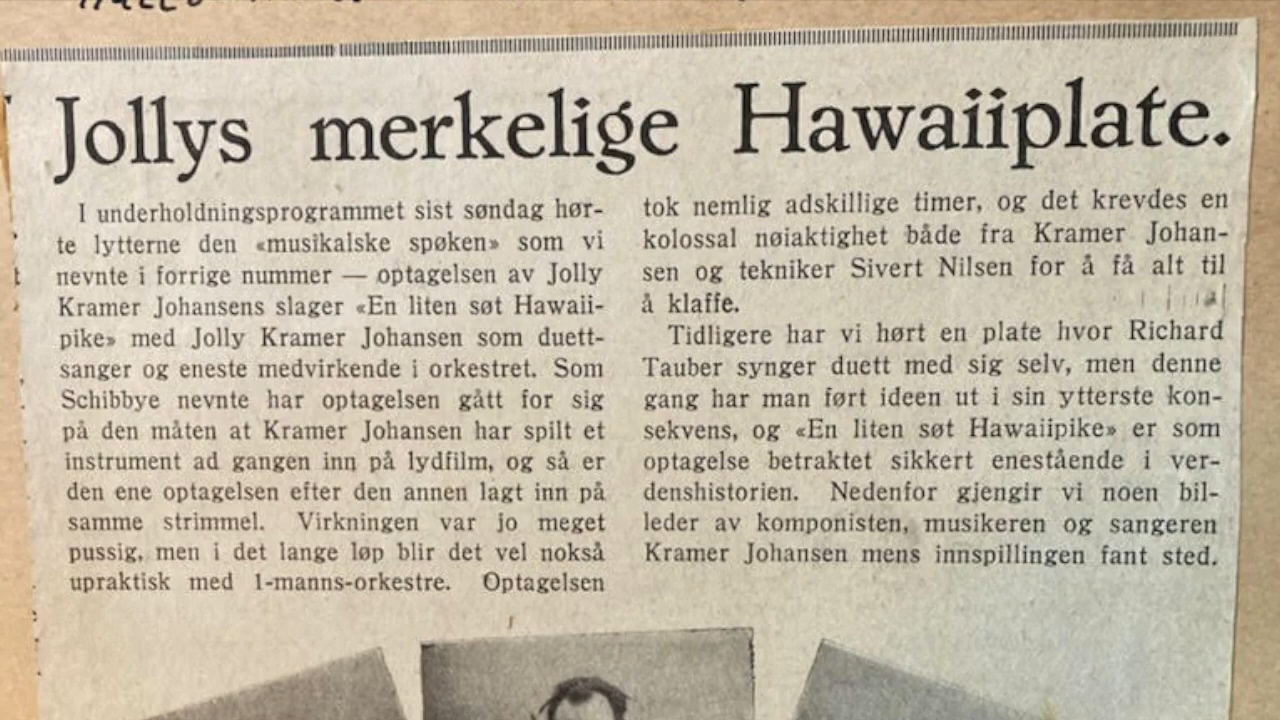 Jollys merkelige Hawaiiplate.
I underholdningsprogrammet sist søndag hør-
te lytterne den «musikalske spøken» som vi
nevnte i forrige nummer — optagelsen av Jolly
Kramer Johansens slager «En liten søt Hawaii-
pike» med Jolly Kramer Johansen som duett-
sanger og eneste medvirkende i orkestret. Som
Schibbye nevnte har optagelsen gått for sig
på den måten at Kramer Johansen har spilt et
instrument ad gangen inn på lydfilm, og så er
den ene optagelsen efter den annen lagt inn på
samme strimmel. Virkningen var jo meget
pussig, men i det lange løp blir det vel nokså
upraktisk med 1-manns-orkestre. Optagelsen
tok nemlig adskillige timer, og det krevdes en
kolossal nøiaktighet både fra Kramer Johan-
sen og tekniker Sivert Nilsen for å få alt til
å klaffe.
Tidligere har vi hørt en plate hvor Richard
Tauber synger duett med sig selv, men denne
gang har man ført ideen ut i sin ytterste kon-
sekvens, og «En liten søt Hawaiipike» er som
optagelse betraktet sikkert enestående i ver-
denshistorien. Nedenfor gjengir vi noen bil-
leder av komponisten, musikeren og sangeren
Kramer Johansen mens innspillingen fant sted.